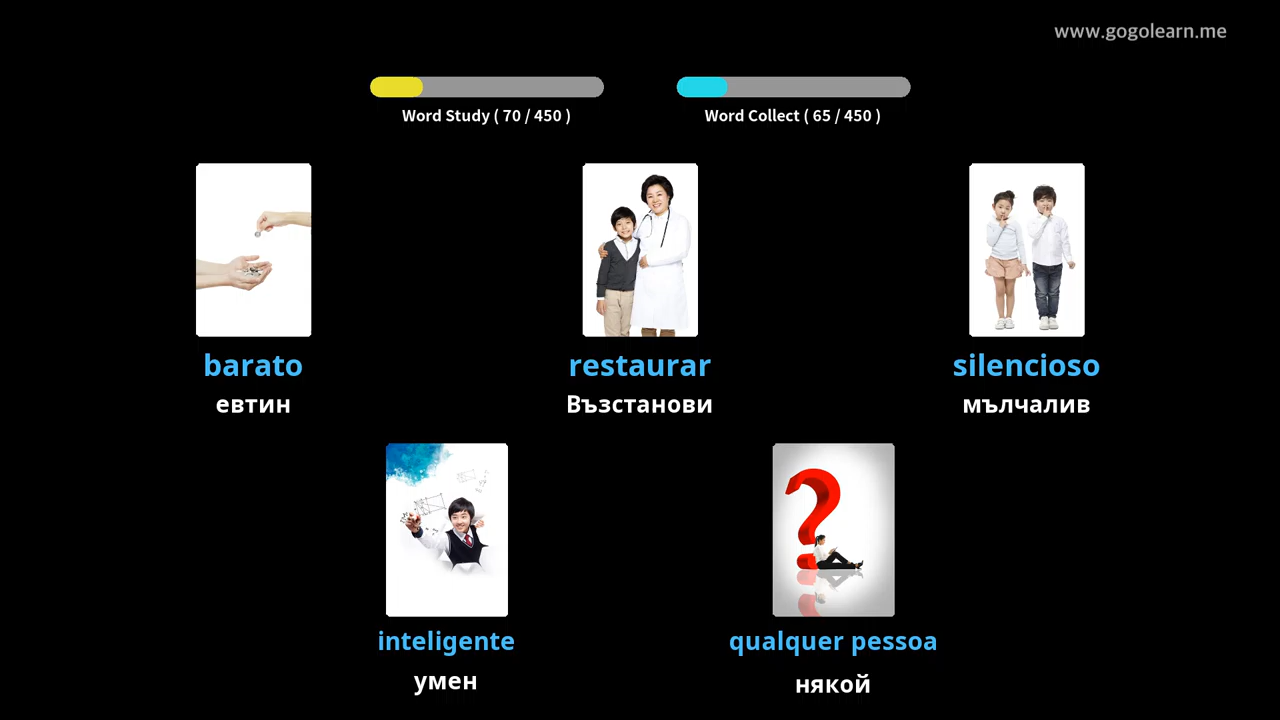 www.gogolearn.me
Word Study ( 70 / 450 )
Word Collect ( 65 / 450 )
barato
евтин
restaurar
Възстанови
silencioso
мълчалив
inteligente
умен
qualquer pessoa
някой